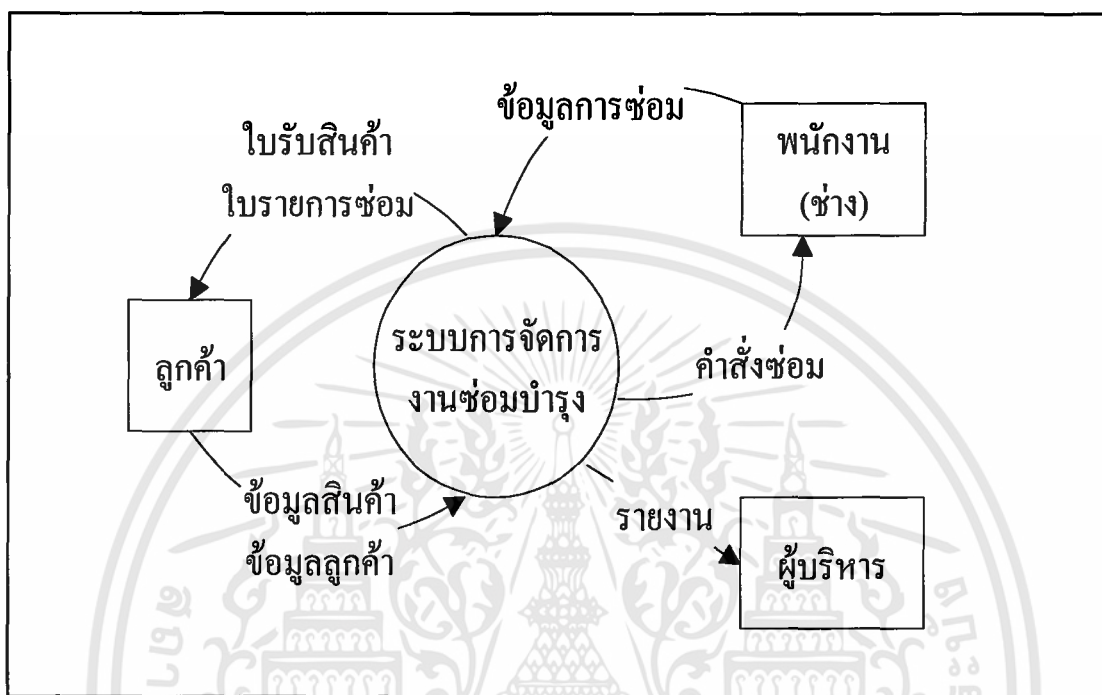 ข้อมูลการซ่อม
ใบรับสินค้า
ใบรายการซ่อม
พนักงาน
(ช่าง)
ลูกค้า
ระบบการจัดการ
งานซ่อมบำรุง
คำสั่งซ่อม
ข้อมูลสินค้า
ข้อมูลลูกค้า
รายงาน
ผู้บริหาร